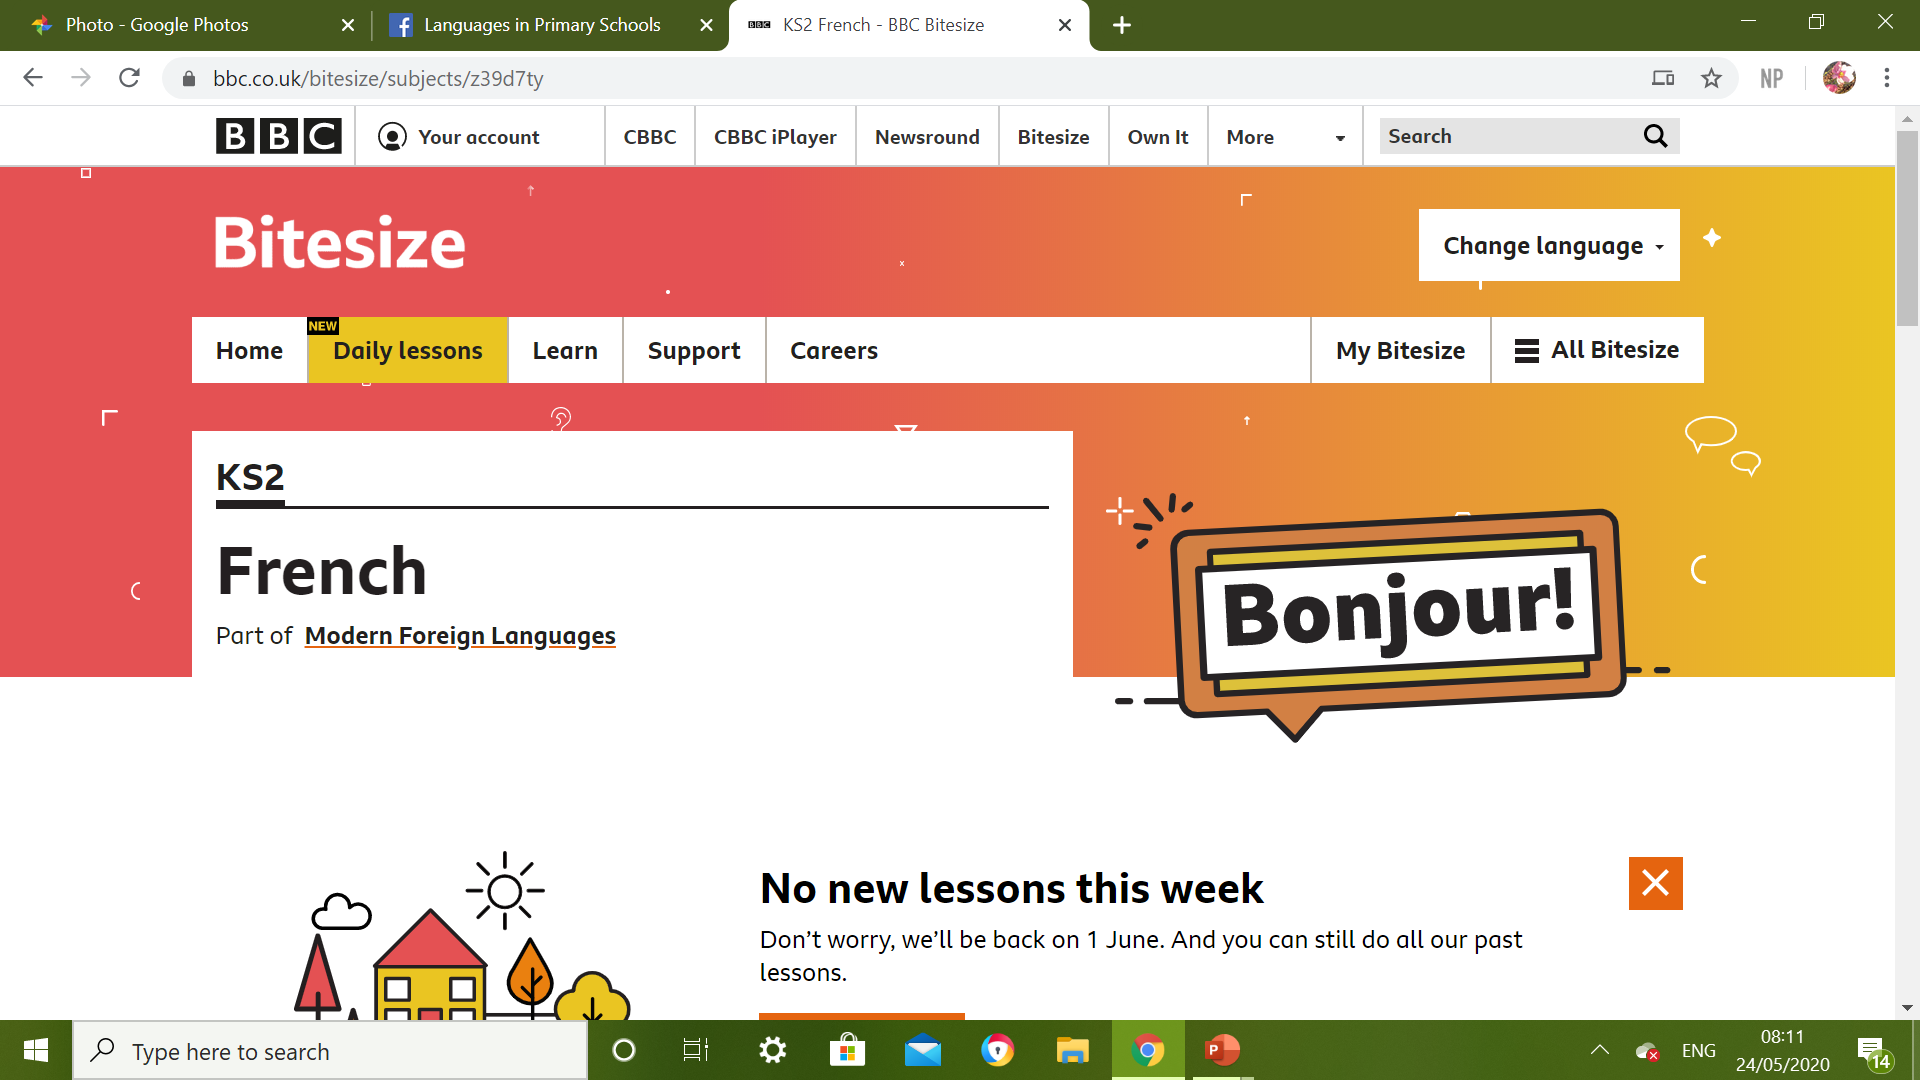 Photo - Google Photos
Languages in Primary Schools
BBC
KS2 French - BBC Bitesize
bbc.co.uk/bitesize/subjects/z39d7ty
NP
BBC
Your account
CBBC
CBBC iPlayer
Newsround
Bitesize
Own It
More
Search
Bitesize
Change language
NEW
Home
Daily lessons
Learn
Support
Careers
My Bitesize
All Bitesize
KS2
French
Part of Modern Foreign Languages
Bonjour!
No new lessons this week
Don’t worry, we’ll be back on 1 June. And you can still do all our past
lessons.
Type here to search
P
ENG
08:11
24/05/2020
14